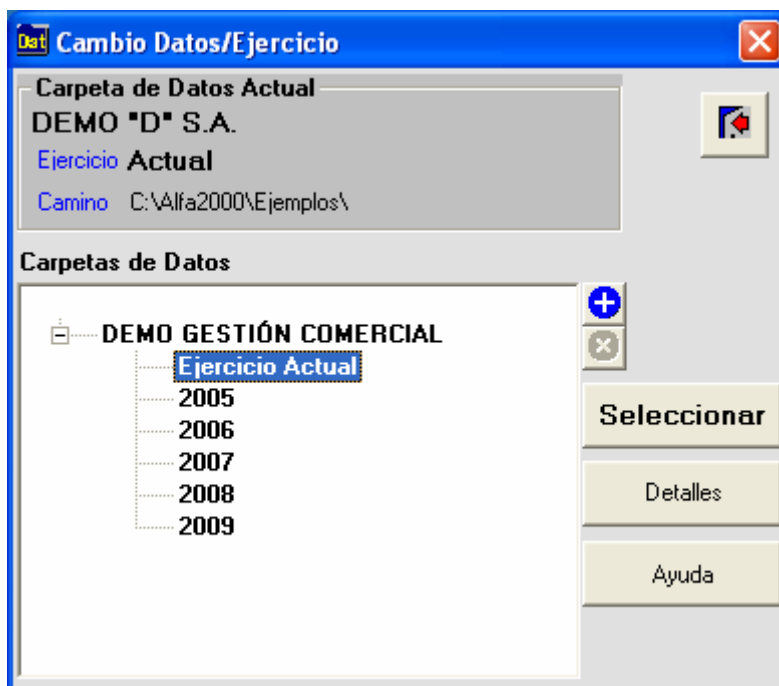 Dat Cambio Datos/Ejercicio
Carpeta de Datos Actual
DEMO "D" S.A.
Ejercicio Actual
Camino C:\Alfa2000\Ejemplos\
Carpetas de Datos
DEMO GESTIÓN COMERCIAL
Ejercicio Actual
2005
2006
2007
2008
2009
Seleccionar
Detalles
Ayuda